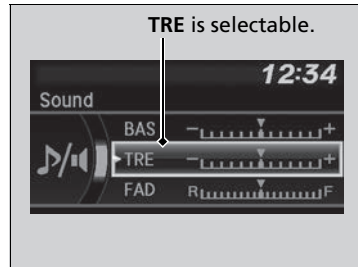 TRE is selectable.
12:34
Sound
BAS - +
TRE - +
FAD R F